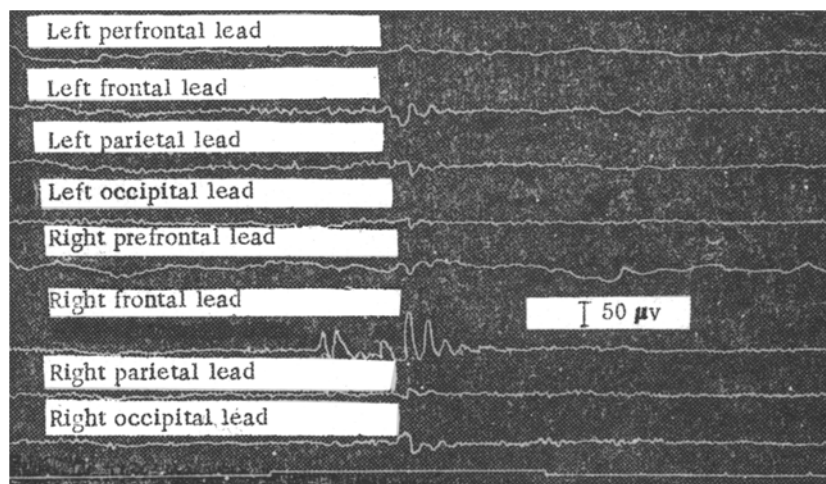 Left perfrontal lead
Left frontal lead
Left parietal lead
Left occipital lead
Right prefrontal lead
Right frontal lead
50 μv
Right parietal lead
Right occipital lead